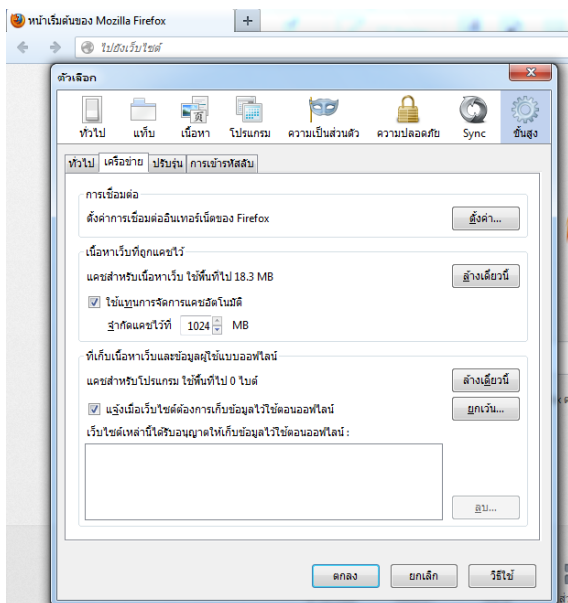 หน้าเริ่มต้นของ Mozilla Firefox
ไปยังเว็บไซต์
ตัวเลือก
ทั่วไป แท็บ เนื้อหา โปรแกรม ความเป็นส่วนตัว ความปลอดภัย Sync ขั้นสูง
ทั่วไป เครือข่าย ปรับรุ่น การเข้ารหัสลับ
การเชื่อมต่อ
ตั้งค่าการเชื่อมต่ออินเทอร์เน็ตของ Firefox ตั้งค่า...
เนื้อหาเว็บที่ถูกแคชไว้
แคชสำหรับเนื้อหาเว็บ ใช้พื้นที่ไป 18.3 MB ล้างเดี๋ยวนี้
ใช้แทนการจัดการแคชอัตโนมัติ
จำกัดแคชไว้ที่ 1024 MB
ที่เก็บเนื้อหาเว็บและข้อมูลผู้ใช้แบบออฟไลน์
แคชสำหรับโปรแกรม ใช้พื้นที่ไป 0 ไบต์ ล้างเดี๋ยวนี้
แจ้งเมื่อเว็บไซต์ต้องการเก็บข้อมูลไว้ใช้ตอนออฟไลน์ ยกเว้น...
เว็บไซต์เหล่านี้ได้รับอนุญาตให้เก็บข้อมูลไว้ใช้ตอนออฟไลน์ :
ลบ...
ตกลง ยกเลิก วิธีใช้